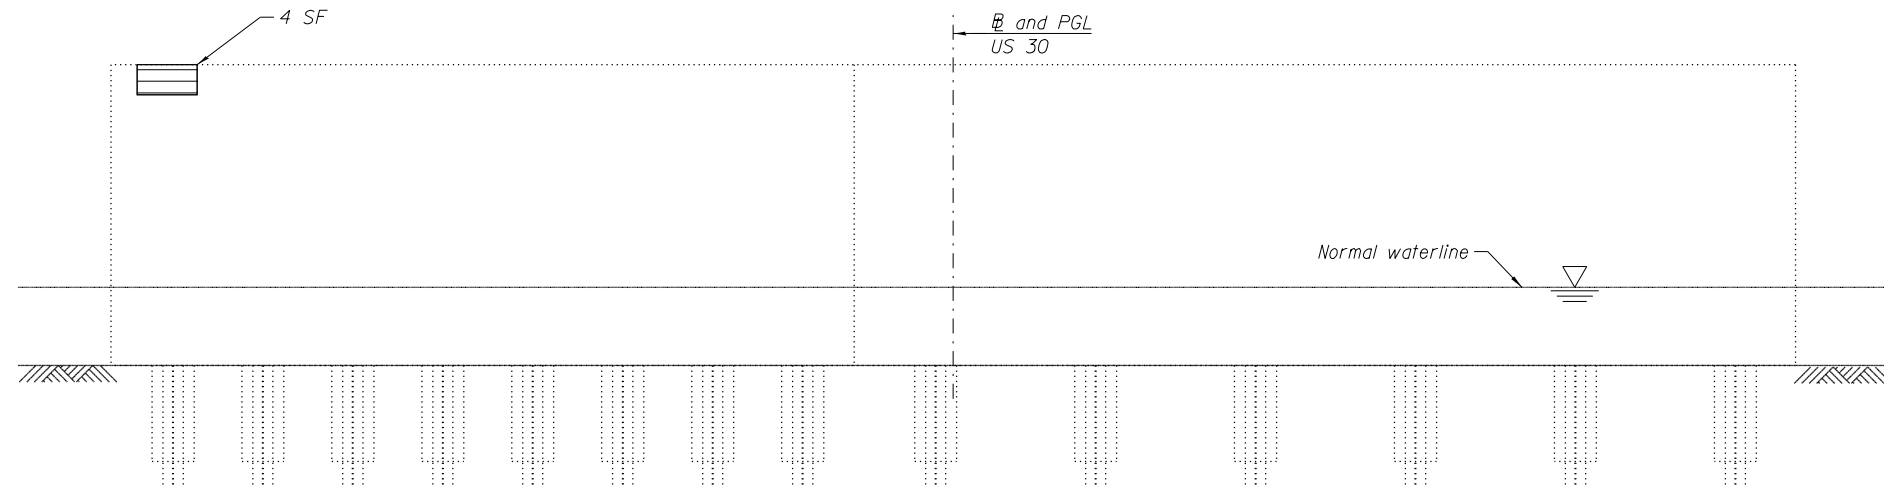 4 SF
℄ and PGL
US 30
Normal waterline